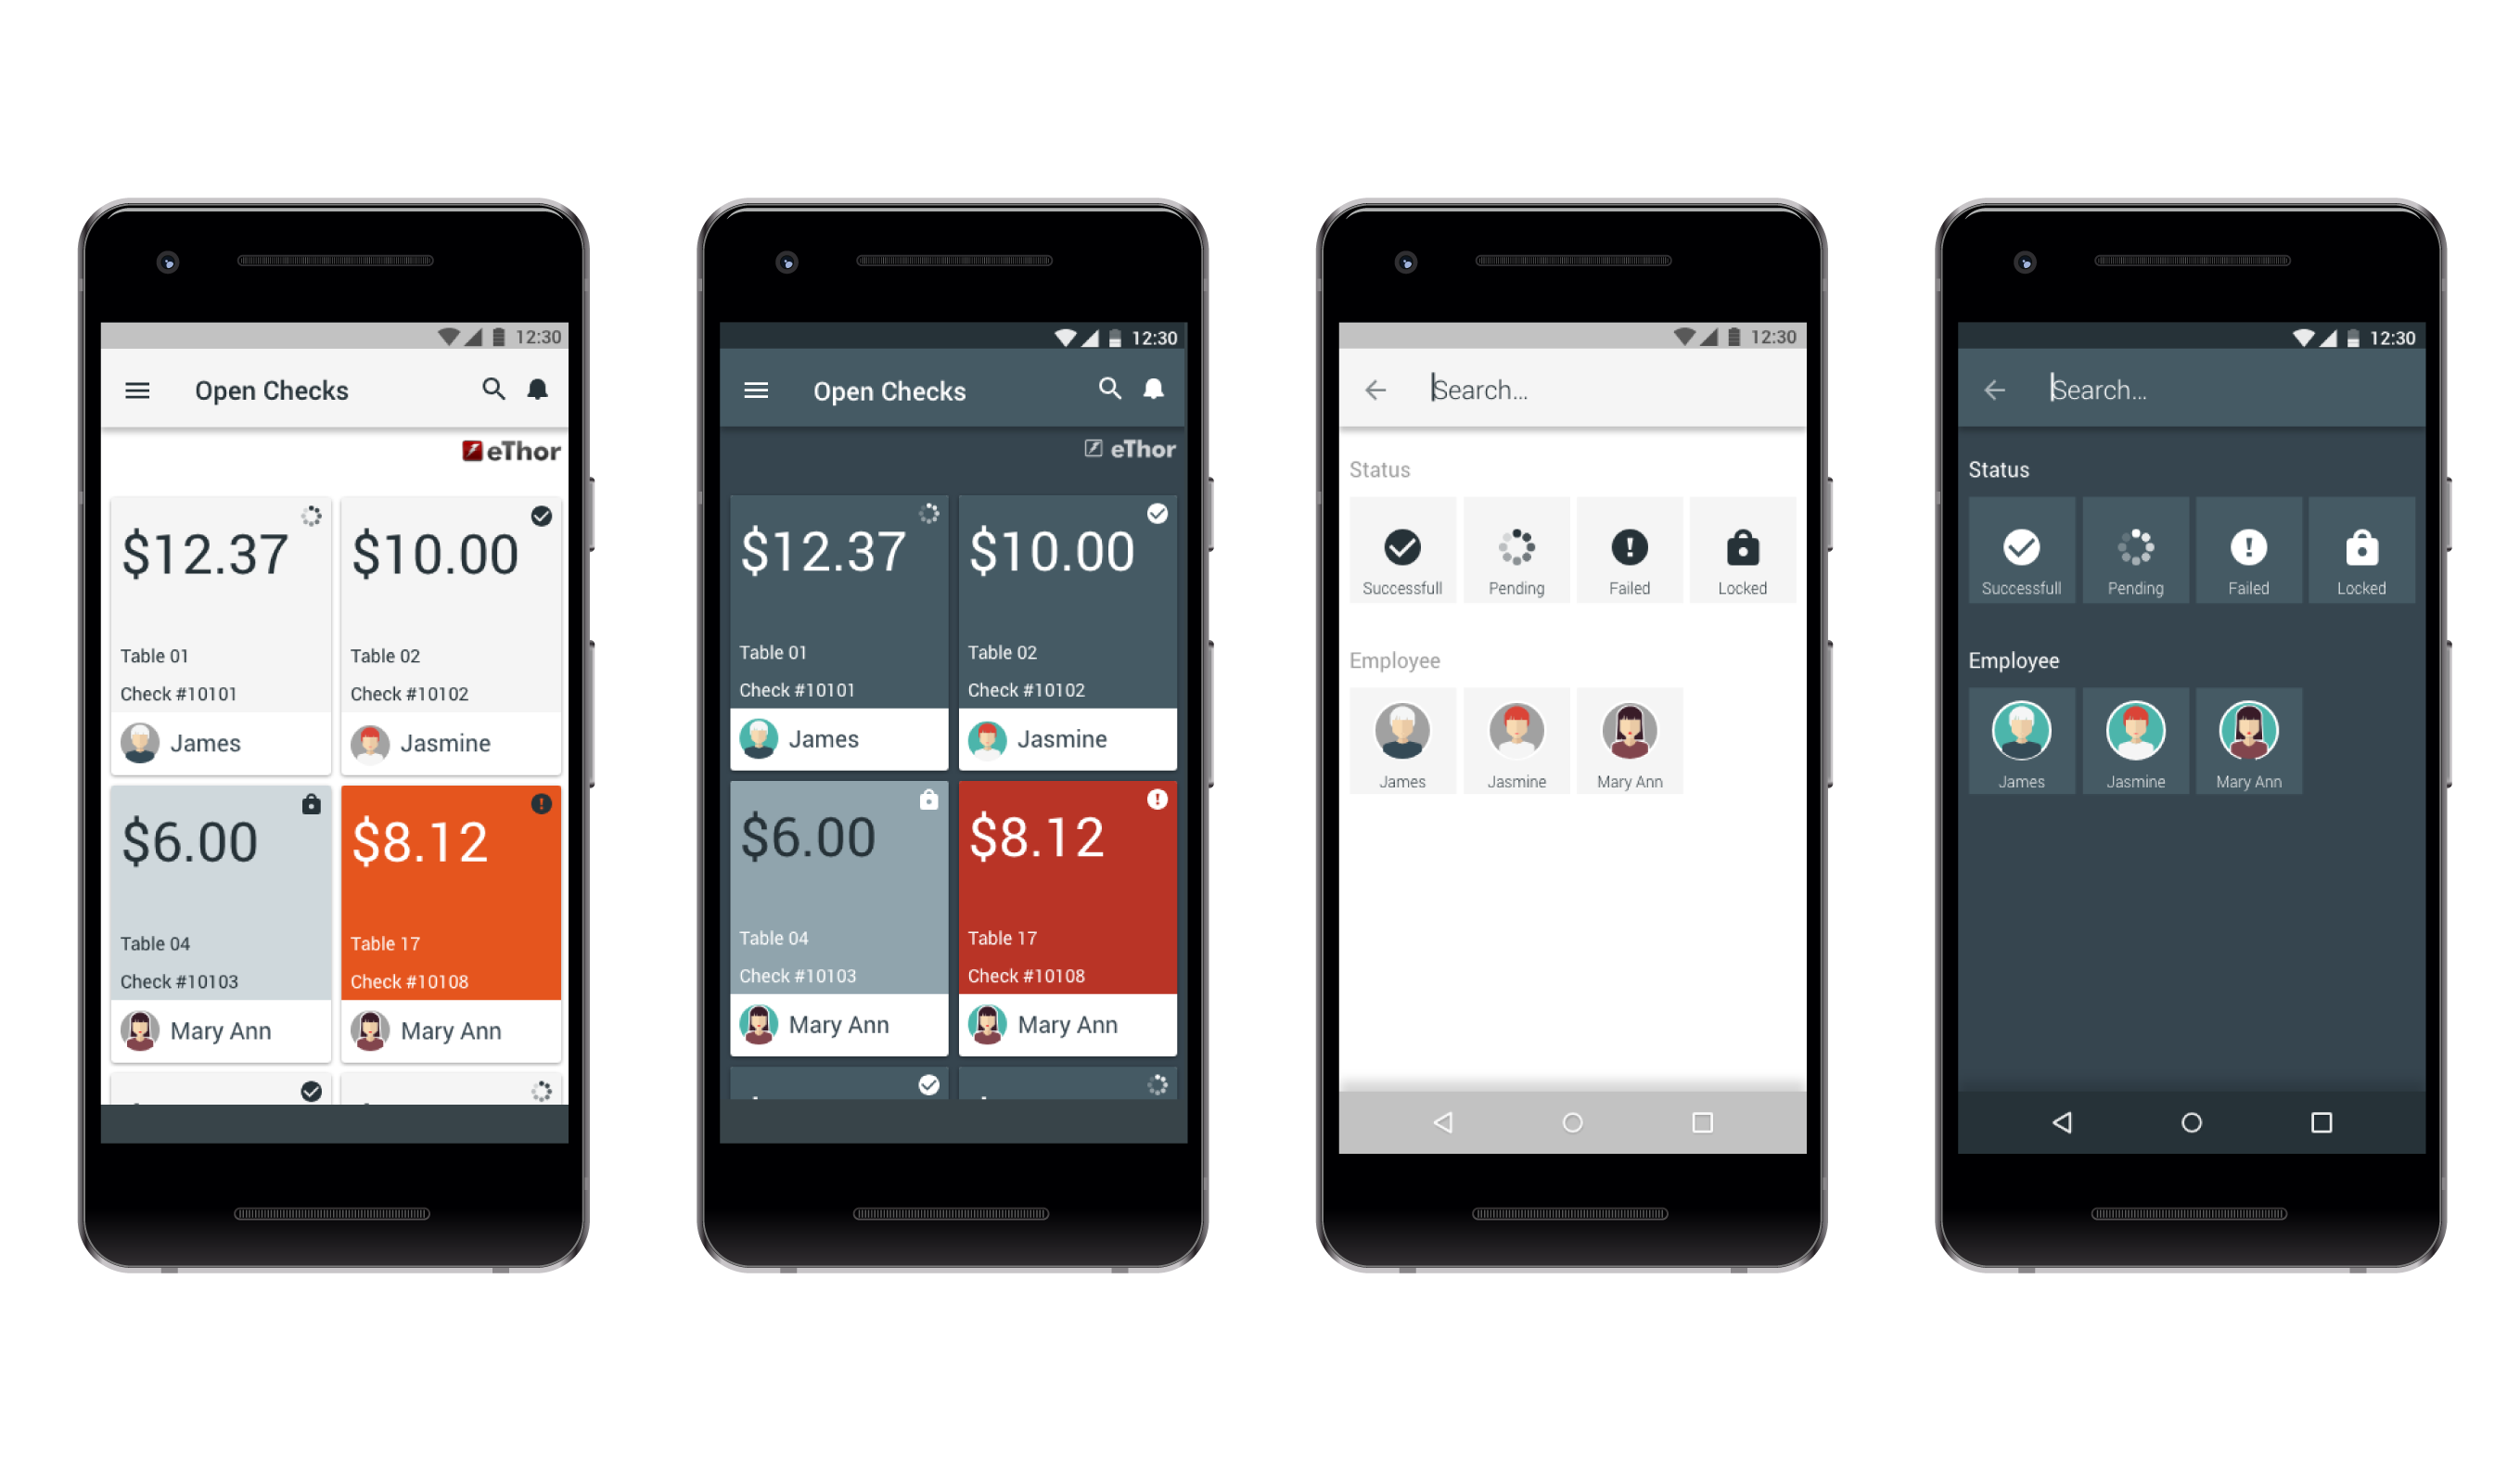 12:30
Open Checks
eThor
$12.37
$10.00
Table 01
Table 02
Check #10101
Check #10102
James
Jasmine
$6.00
$8.12
Table 04
Table 17
Check #10103
Check #10108
Mary Ann
Mary Ann
12:30
Open Checks
eThor
$12.37
$10.00
Table 01
Table 02
Check #10101
Check #10102
James
Jasmine
$6.00
$8.12
Table 04
Table 17
Check #10103
Check #10108
Mary Ann
Mary Ann
12:30
Search...
Status
Successfull
Pending
Failed
Locked
Employee
James
Jasmine
Mary Ann
12:30
Search...
Status
Successfull
Pending
Failed
Locked
Employee
James
Jasmine
Mary Ann